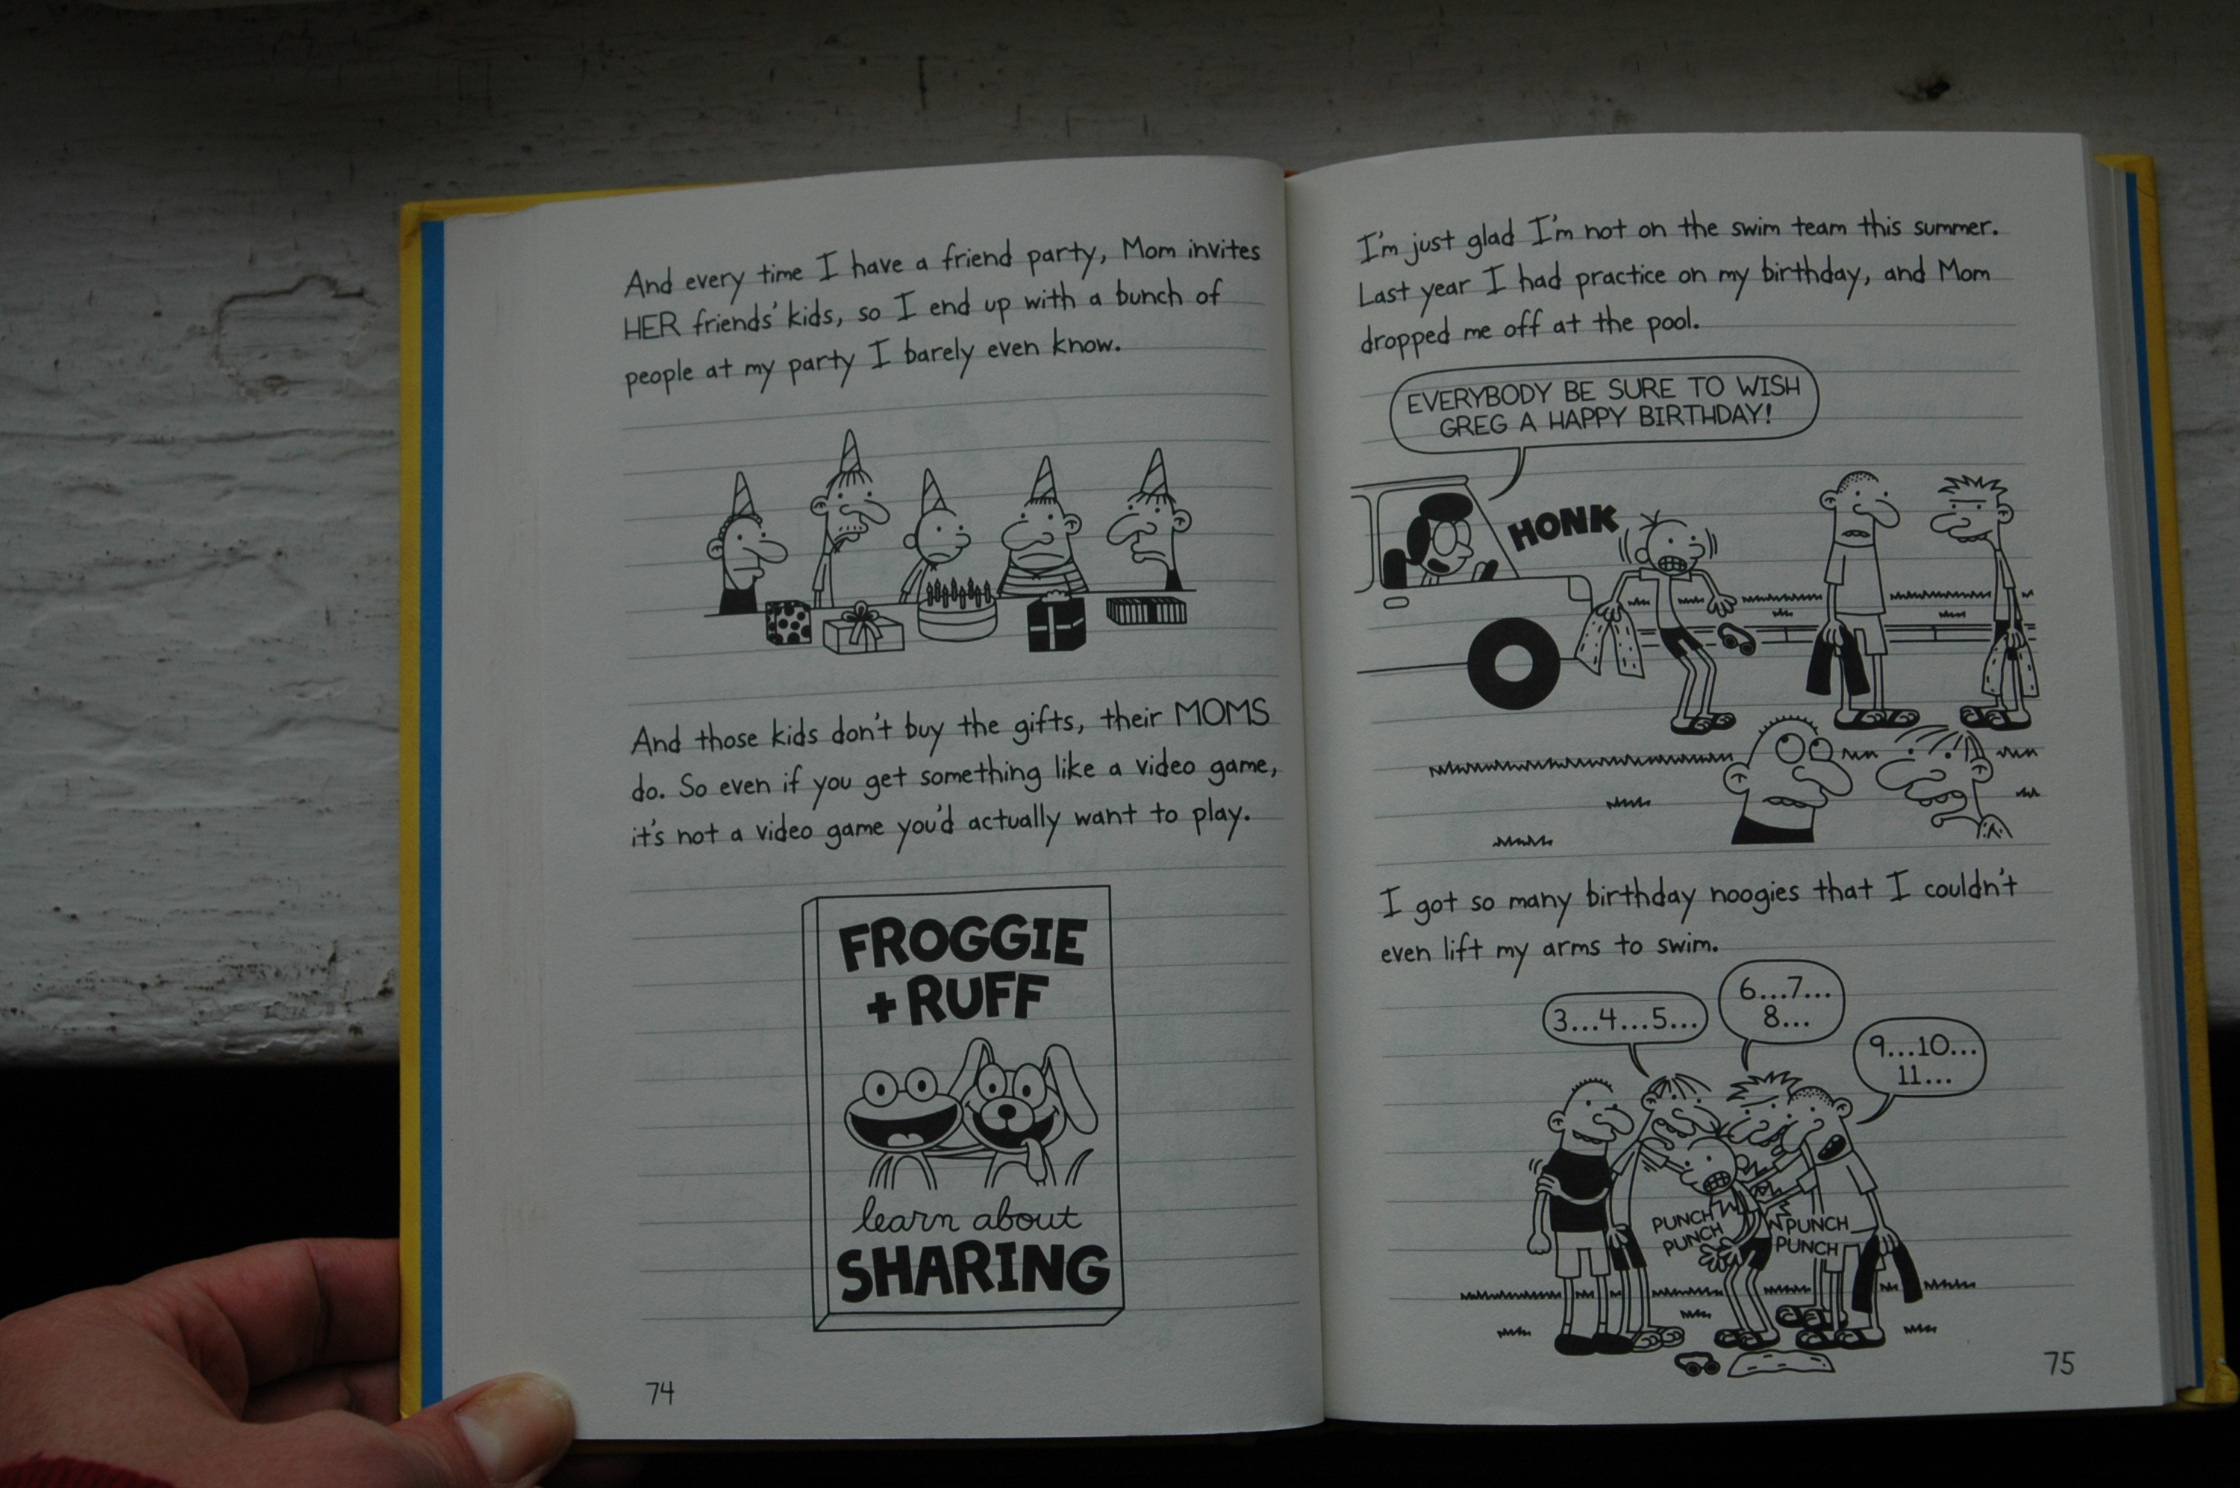 And every time I have a friend party, Mom invites
HER friends' kids, so I end up with a bunch of
people at my party I barely even know.
And those kids don't buy the gifts, their MOMS
do. So even if you get something like a video game,
it's not a video game you'd actually want to play.
FROGGIE
+ RUFF
learn about
SHARING
74
I'm just glad I'm not on the swim team this summer.
Last year I had practice on my birthday, and Mom
dropped me off at the pool.
EVERYBODY BE SURE TO WISH
GREG A HAPPY BIRTHDAY!
HONK
I got so many birthday noogies that I couldn't
even lift my arms to swim.
3...4...5...
6...7...
8...
9...10...
11...
PUNCH
PUNCH
PUNCH
PUNCH
75